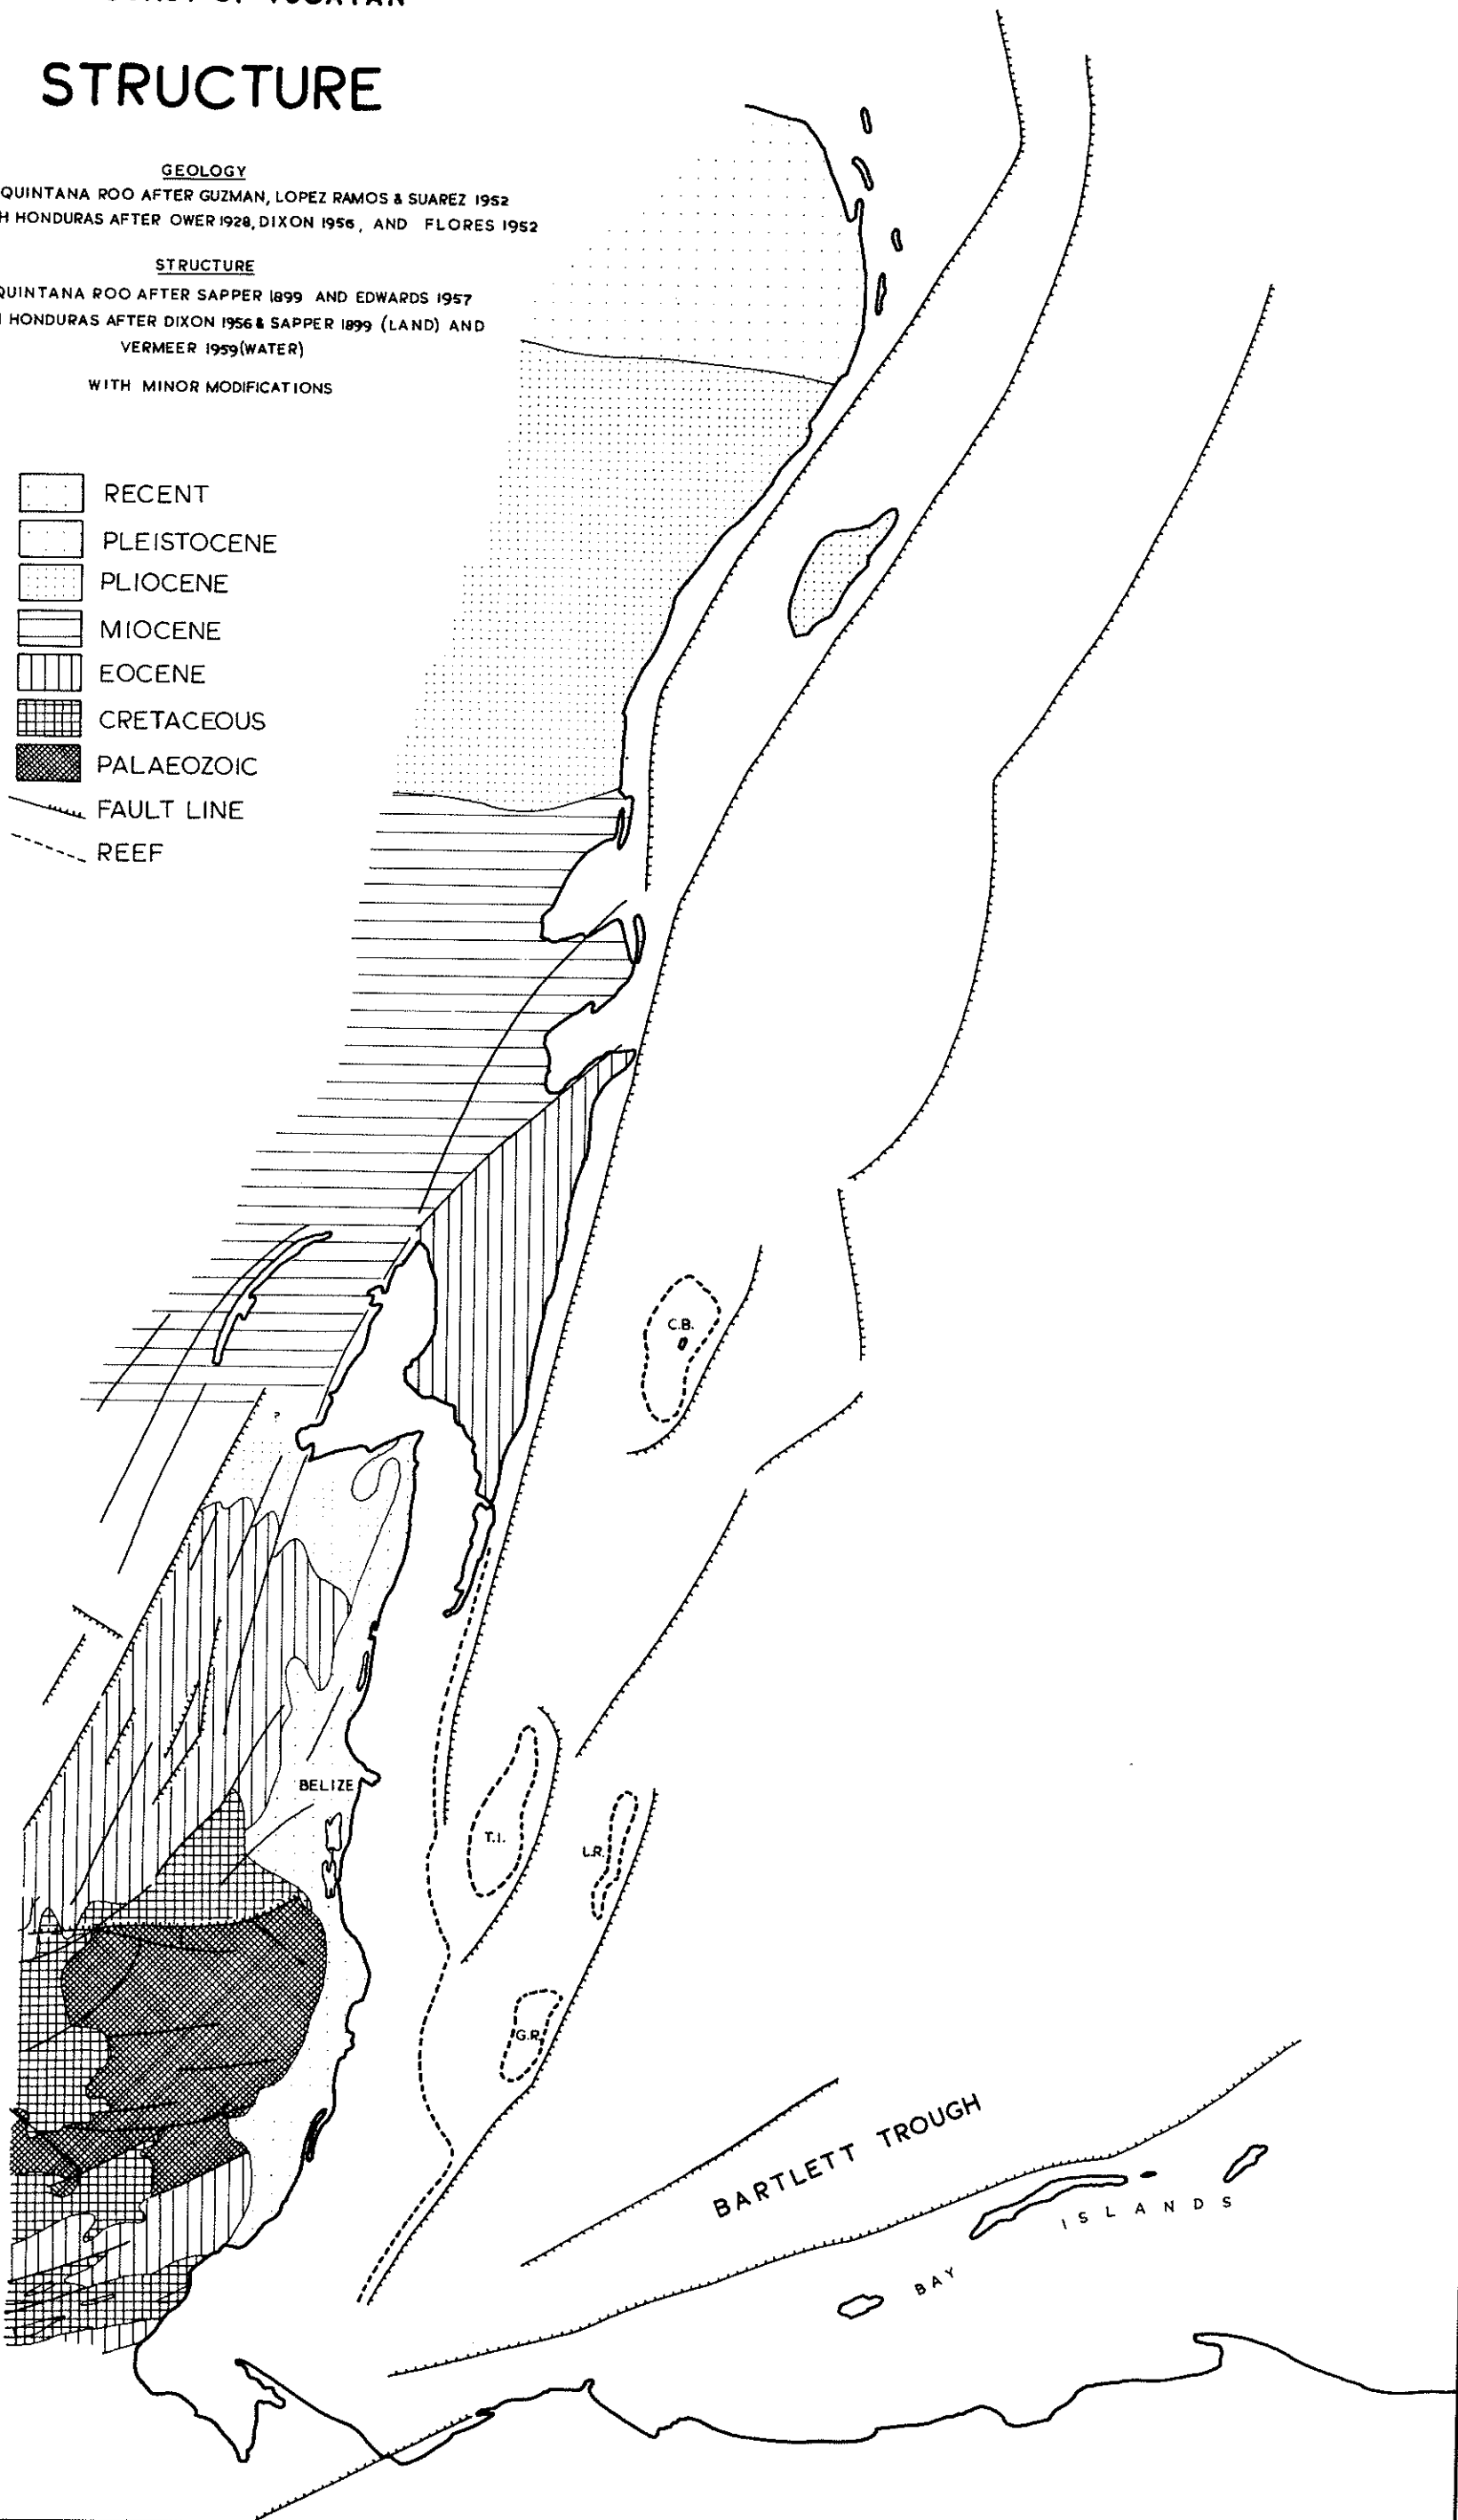 STRUCTURE
GEOLOGY
QUINTANA ROO AFTER GUZMAN, LOPEZ RAMOS & SUAREZ 1952
HONDURAS AFTER OWER 1928, DIXON 1956, AND FLORES 1952
STRUCTURE
QUINTANA ROO AFTER SAPPER 1899 AND EDWARDS 1957
HONDURAS AFTER DIXON 1956 & SAPPER 1899 (LAND) AND
VERMEER 1959 (WATER)
WITH MINOR MODIFICATIONS
RECENT
PLEISTOCENE
PLIOCENE
MIOCENE
EOCENE
CRETACEOUS
PALAEOZOIC
FAULT LINE
REEF
C.B.
?
BELIZE
T.I.
L.R.
G.R.
BARTLETT TROUGH
BAY ISLANDS